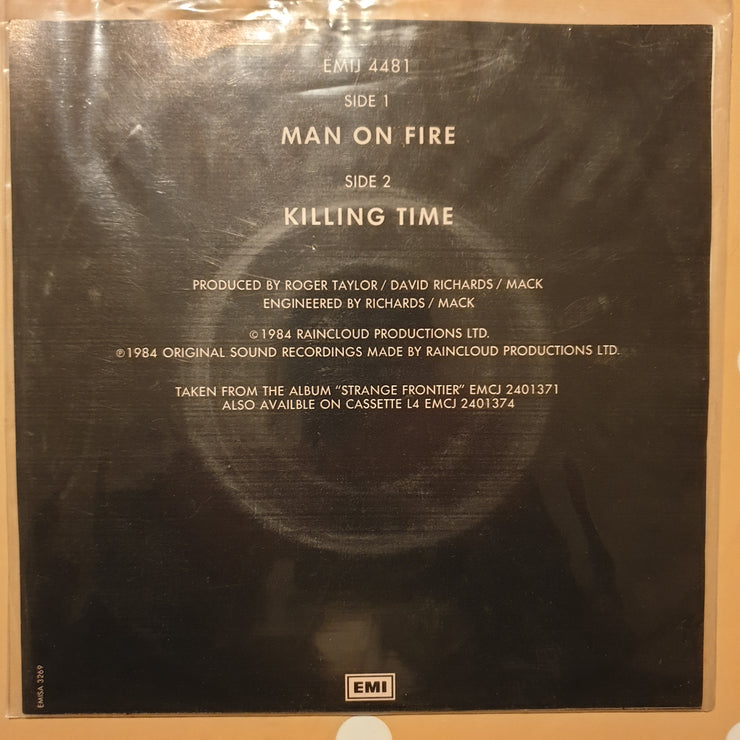 EMIJ 4481
SIDE 1
MAN ON FIRE
SIDE 2
KILLING TIME
PRODUCED BY ROGER TAYLOR / DAVID RICHARDS / MACK
ENGINEERED BY RICHARDS / MACK
© 1984 RAINCLOUD PRODUCTIONS LTD.
℗ 1984 ORIGINAL SOUND RECORDINGS MADE BY RAINCLOUD PRODUCTIONS LTD.
TAKEN FROM THE ALBUM “STRANGE FRONTIER” EMCJ 2401371
ALSO AVAILBLE ON CASSETTE L4 EMCJ 2401374
EMISA 3269
EMI